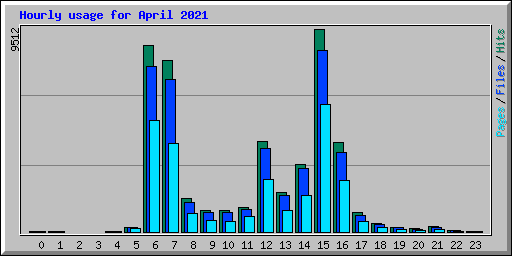 Hourly usage for April 2021
9512
Pages / Files / Hits
0 1 2 3 4 5 6 7 8 9 10 11 12 13 14 15 16 17 18 19 20 21 22 23